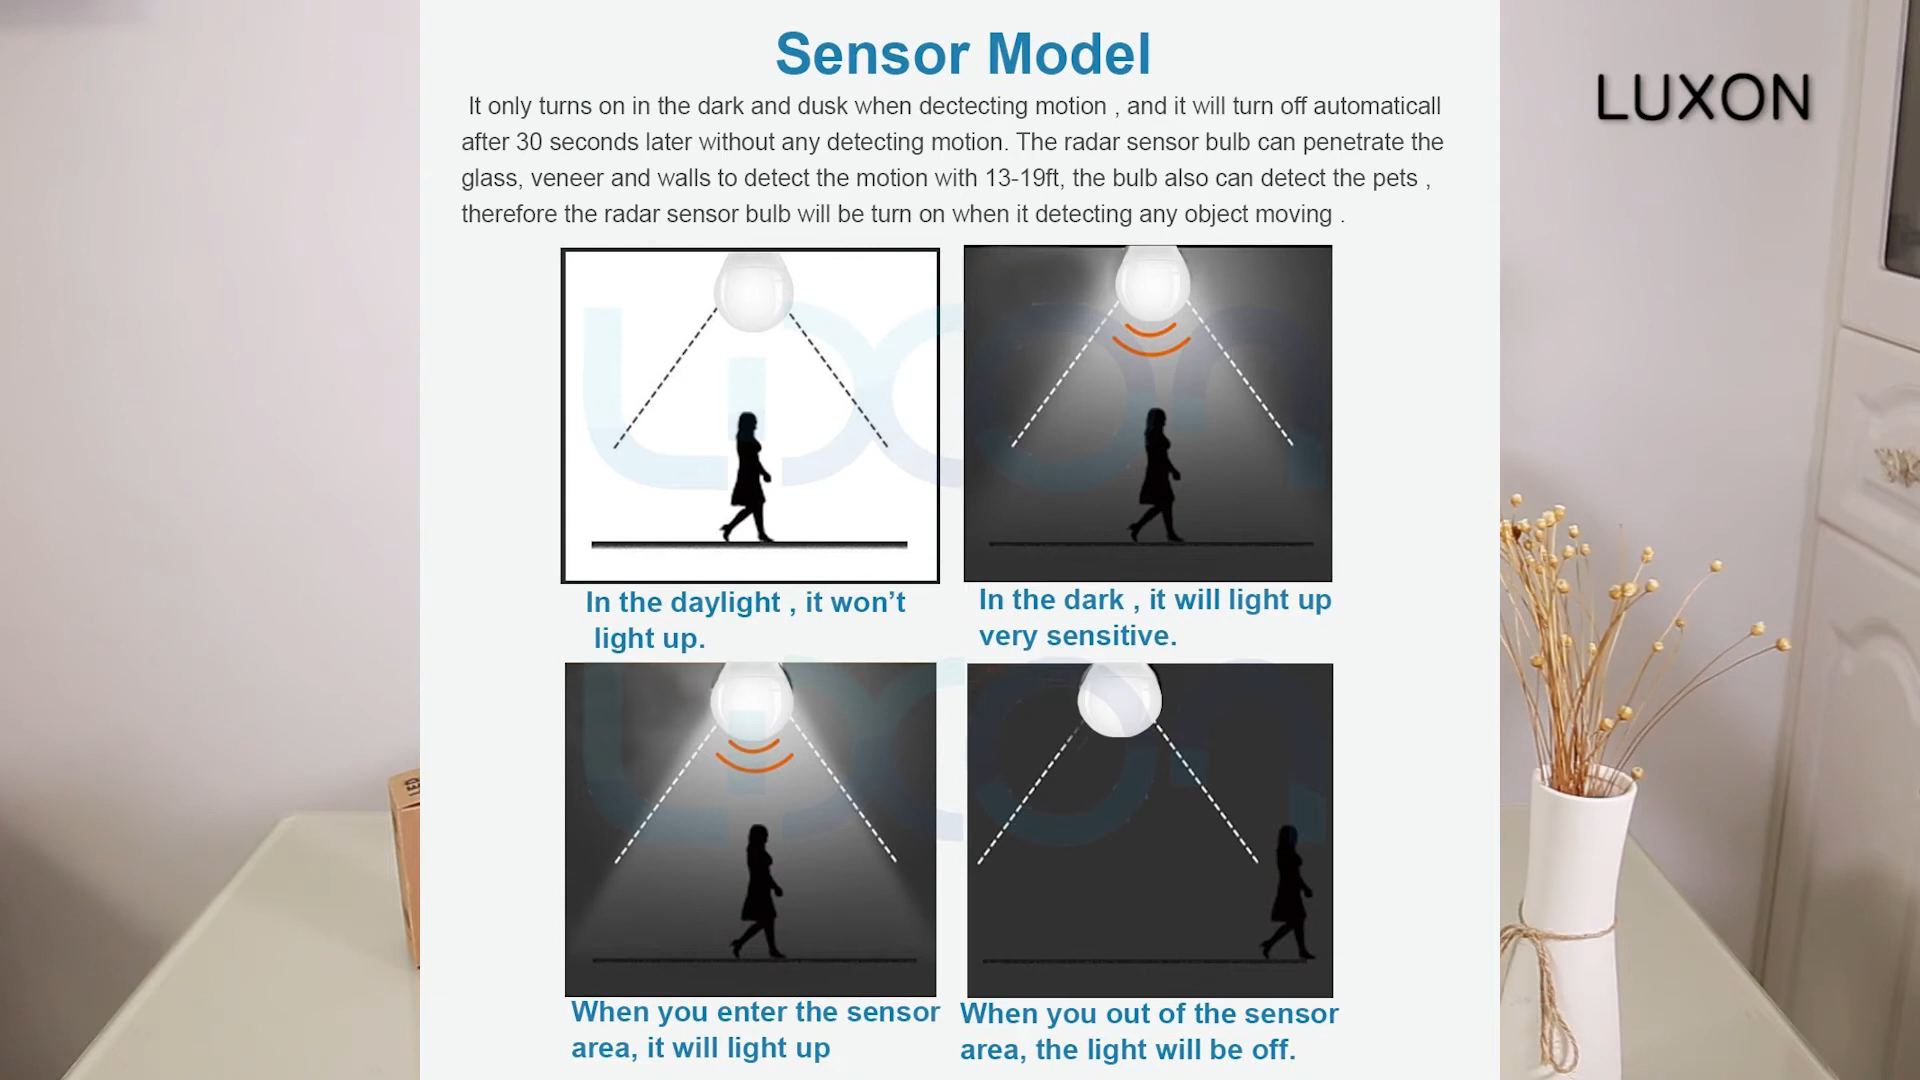 Sensor Model
LUXON
It only turns on in the dark and dusk when dectecting motion , and it will turn off automaticall
after 30 seconds later without any detecting motion. The radar sensor bulb can penetrate the
glass, veneer and walls to detect the motion with 13-19ft, the bulb also can detect the pets ,
therefore the radar sensor bulb will be turn on when it detecting any object moving .
In the daylight , it won’t
light up.
In the dark , it will light up
very sensitive.
When you enter the sensor
area, it will light up
When you out of the sensor
area, the light will be off.